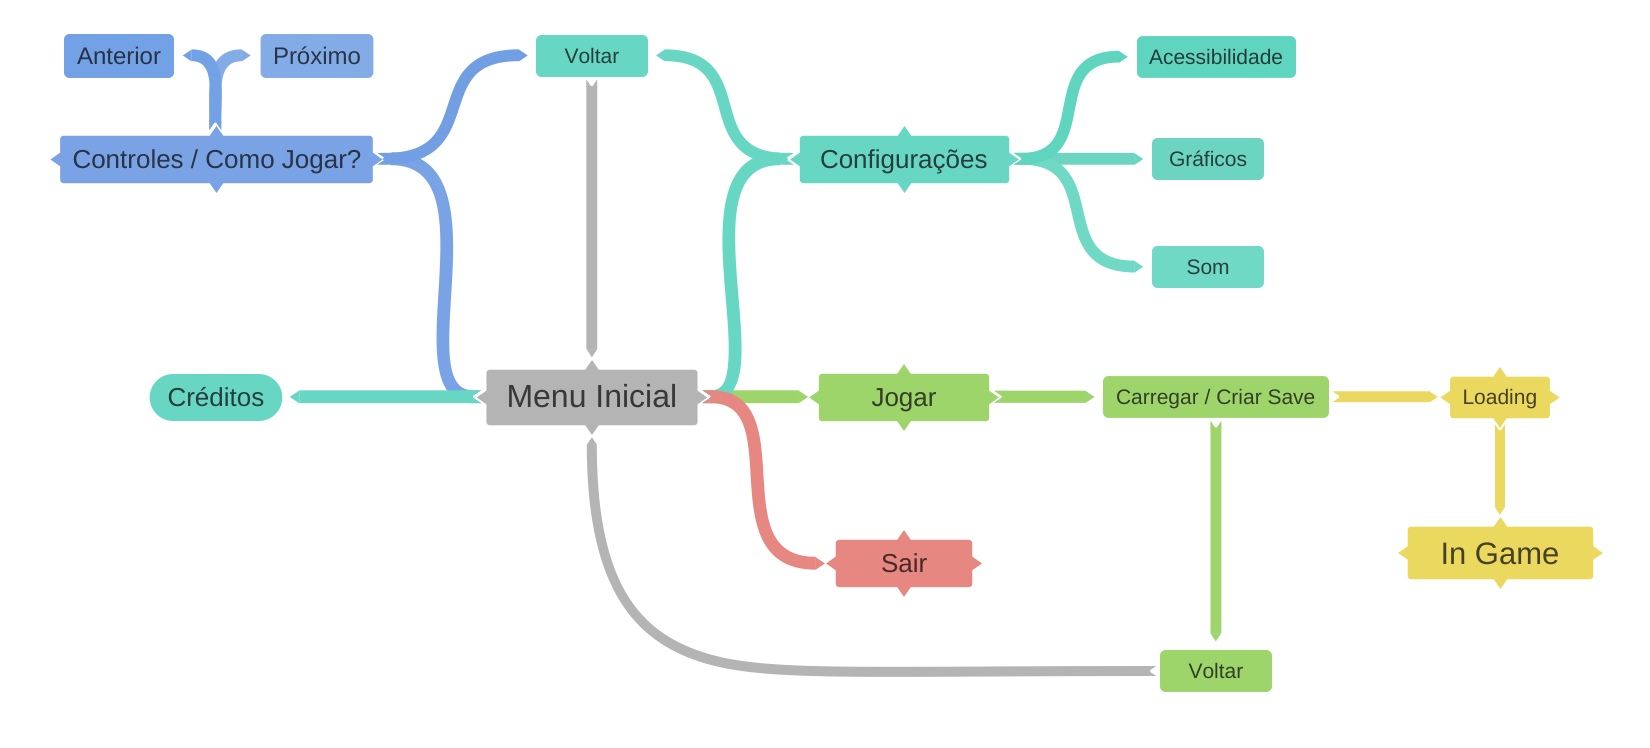 Anterior
Próximo
Voltar
Acessibilidade
Controles / Como Jogar?
Configurações
Gráficos
Som
Créditos
Menu Inicial
Jogar
Carregar / Criar Save
Loading
Sair
In Game
Voltar